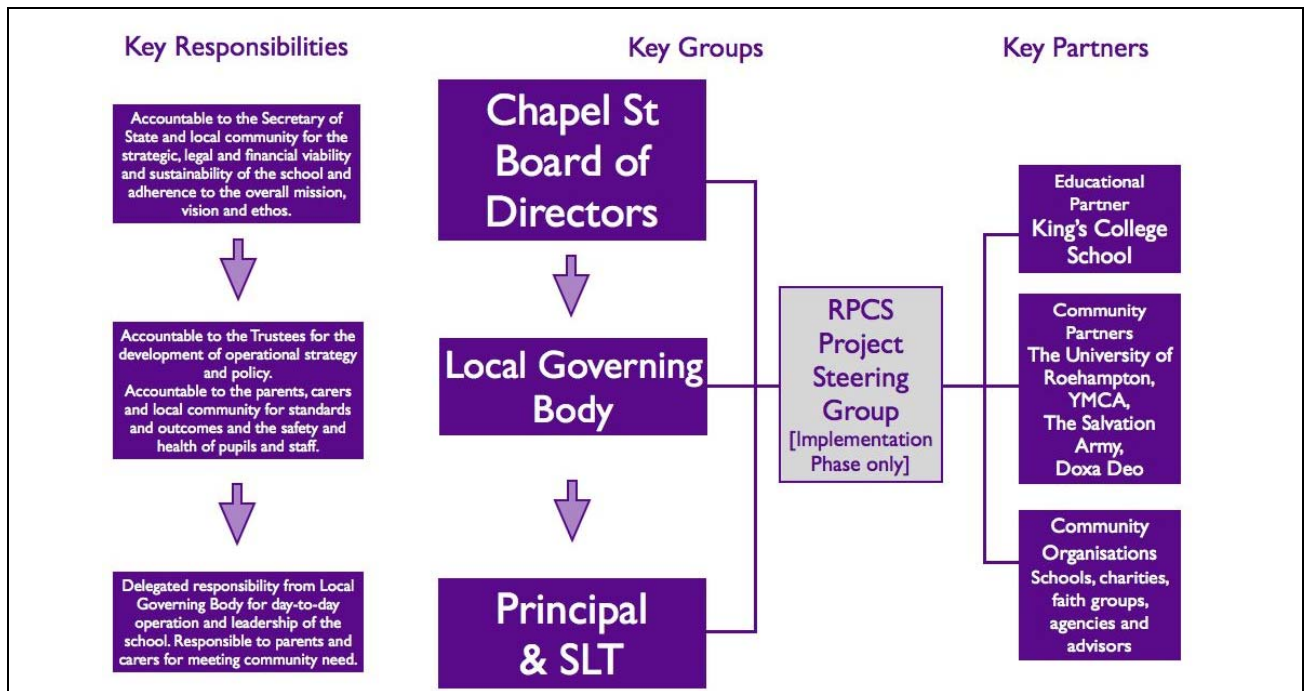 Key Responsibilities
Key Groups
Key Partners
Accountable to the Secretary of
State and local community for the
strategic, legal and financial viability
and sustainability of the school and
adherence to the overall mission,
vision and ethos.
Accountable to the Trustees for the
development of operational strategy
and policy.
Accountable to the parents, carers
and local community for standards
and outcomes and the safety and
health of pupils and staff.
Delegated responsibility from Local
Governing Body for day-to-day
operation and leadership of the
school. Responsible to parents and
carers for meeting community need.
Chapel St
Board of
Directors
Local Governing
Body
Principal
& SLT
RPCS
Project
Steering
Group
[Implementation
Phase only]
Educational
Partner
King's College
School
Community
Partners
The University of
Roehampton,
YMCA,
The Salvation
Army,
Doxa Deo
Community
Organisations
Schools, charities,
faith groups,
agencies and
advisors